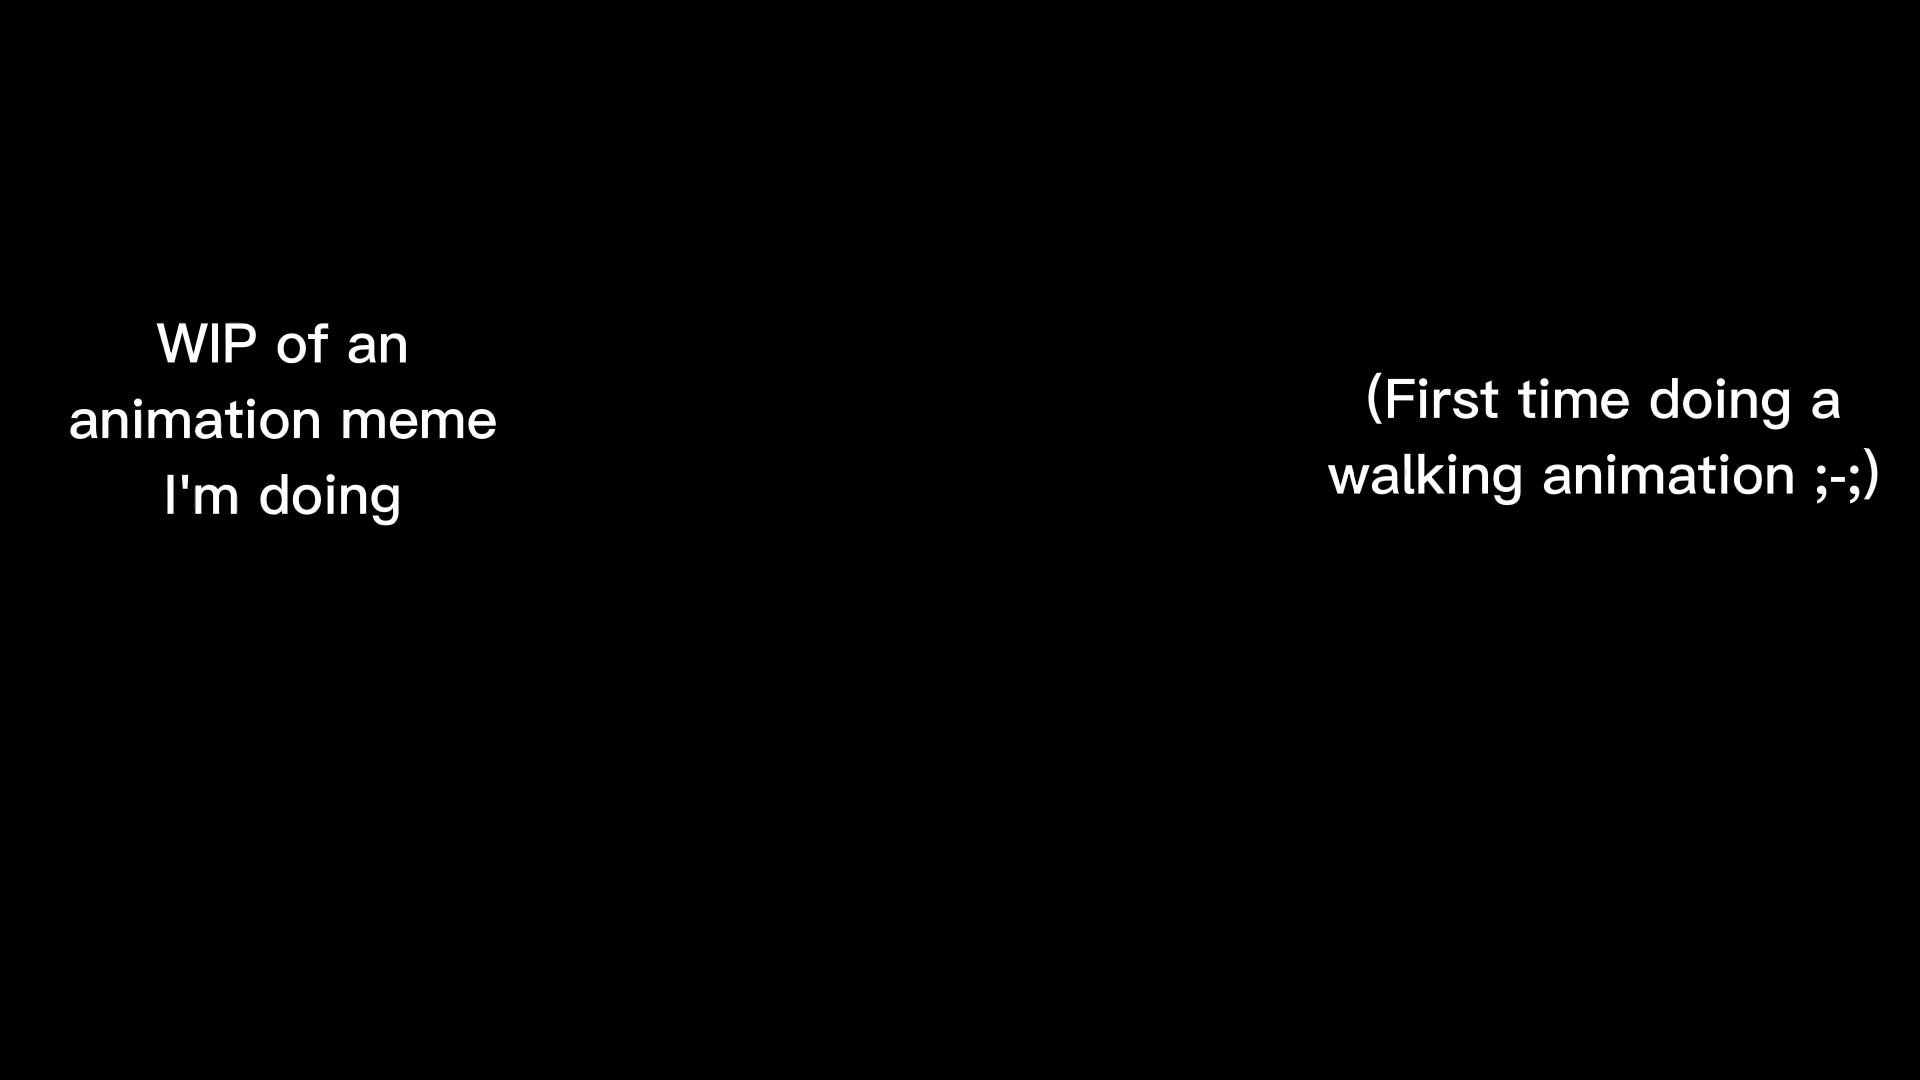 WIP of an
animation meme
I'm doing
(First time doing a
walking animation ;-;)